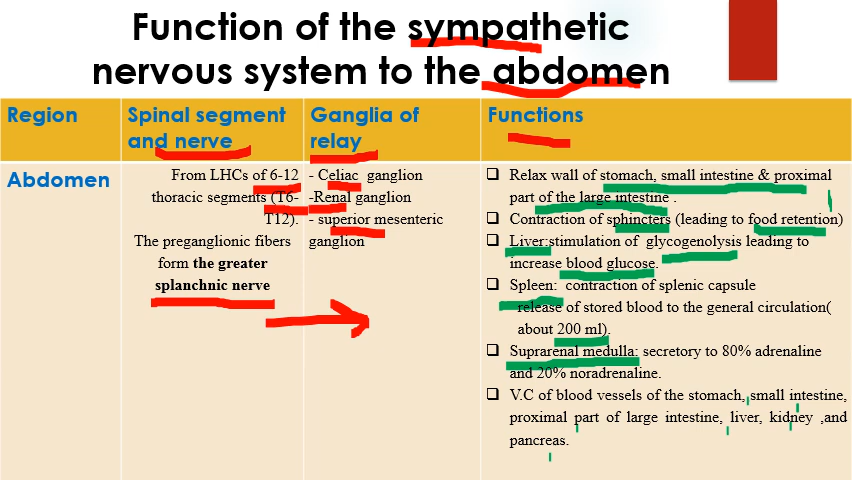 Function of the sympathetic
nervous system to the abdomen
Region
Spinal segment
and nerve
Ganglia of
relay
Functions
Abdomen
From LHCs of 6-12
thoracic segments (T6-
T12).
The preganglionic fibers
form the greater
splanchnic nerve
- Celiac ganglion
-Renal ganglion
- superior mesenteric
ganglion
❑ Relax wall of stomach, small intestine & proximal
part of the large intestine .
❑ Contraction of sphincters (leading to food retention)
❑ Liver:stimulation of glycogenolysis leading to
increase blood glucose.
❑ Spleen: contraction of splenic capsule
release of stored blood to the general circulation(
about 200 ml).
❑ Suprarenal medulla: secretory to 80% adrenaline
and 20% noradrenaline.
❑ V.C of blood vessels of the stomach, small intestine,
proximal part of large intestine, liver, kidney ,and
pancreas.